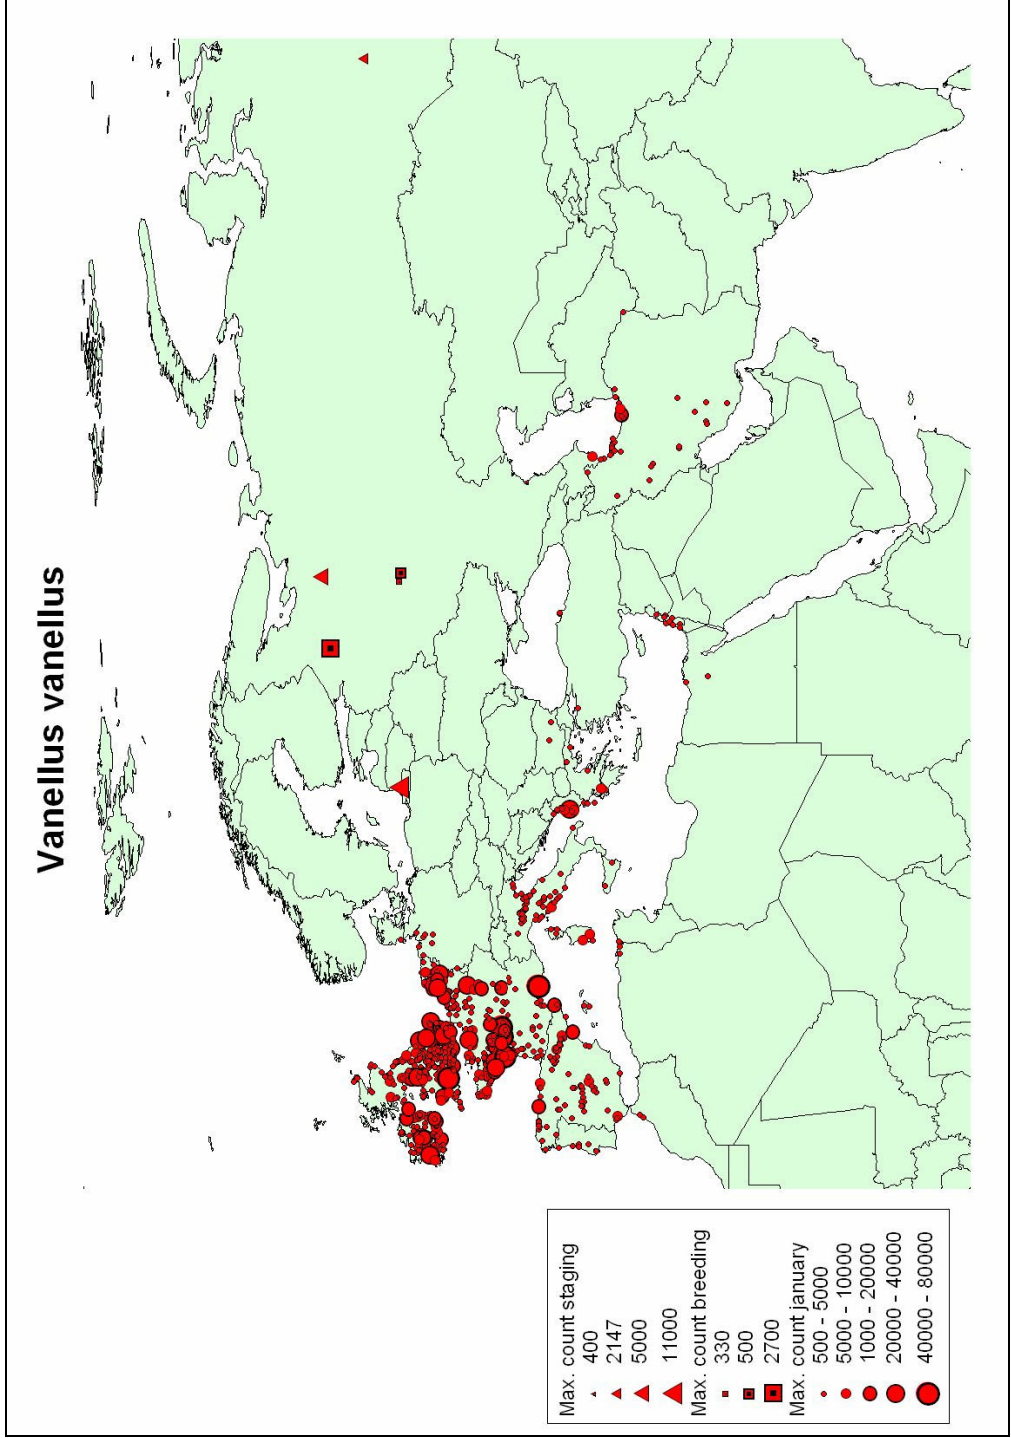 Vanellus vanellus
Max. count staging
400
2147
5000
11000
Max. count breeding
330
500
2700
Max. count january
500 - 5000
5000 - 10000
1000 - 20000
20000 - 40000
40000 - 80000